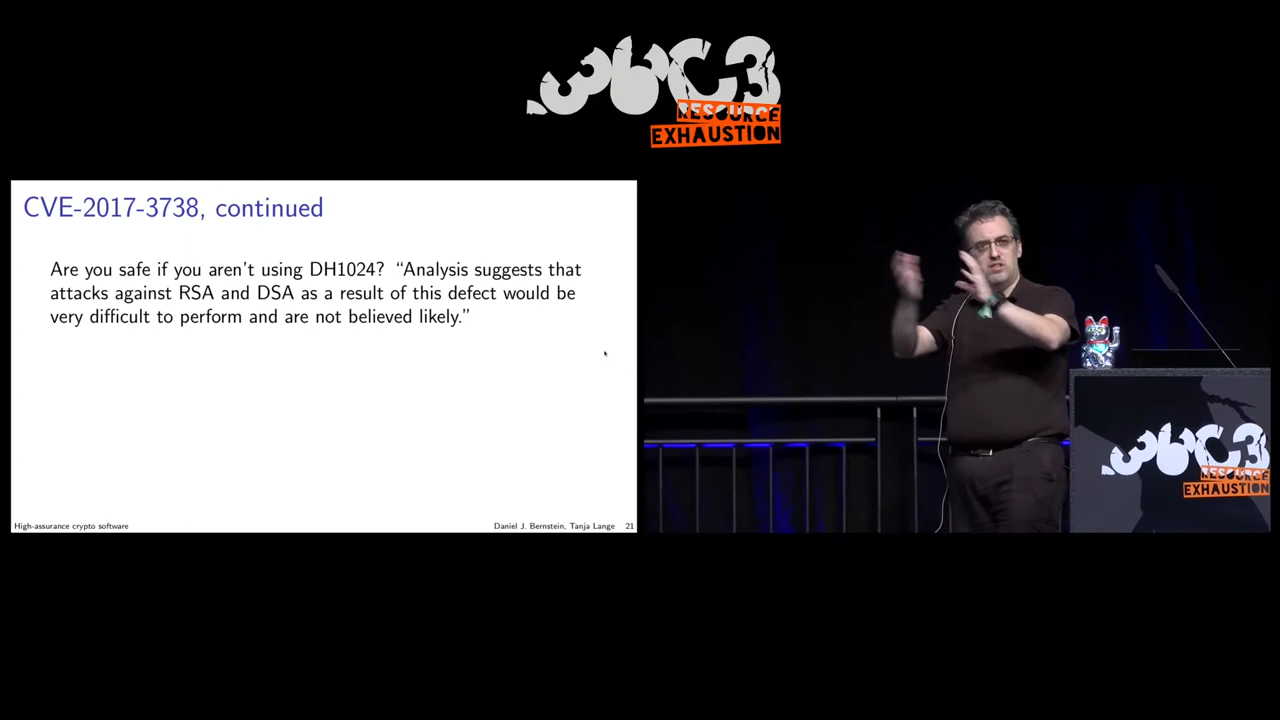 36C3
RESOURCE
EXHAUSTION
CVE-2017-3738, continued
Are you safe if you aren't using DH1024? “Analysis suggests that
attacks against RSA and DSA as a result of this defect would be
very difficult to perform and are not believed likely.”
High-assurance crypto software
Daniel J. Bernstein, Tanja Lange 21
36C3
RESOURCE
EXHAUSTION